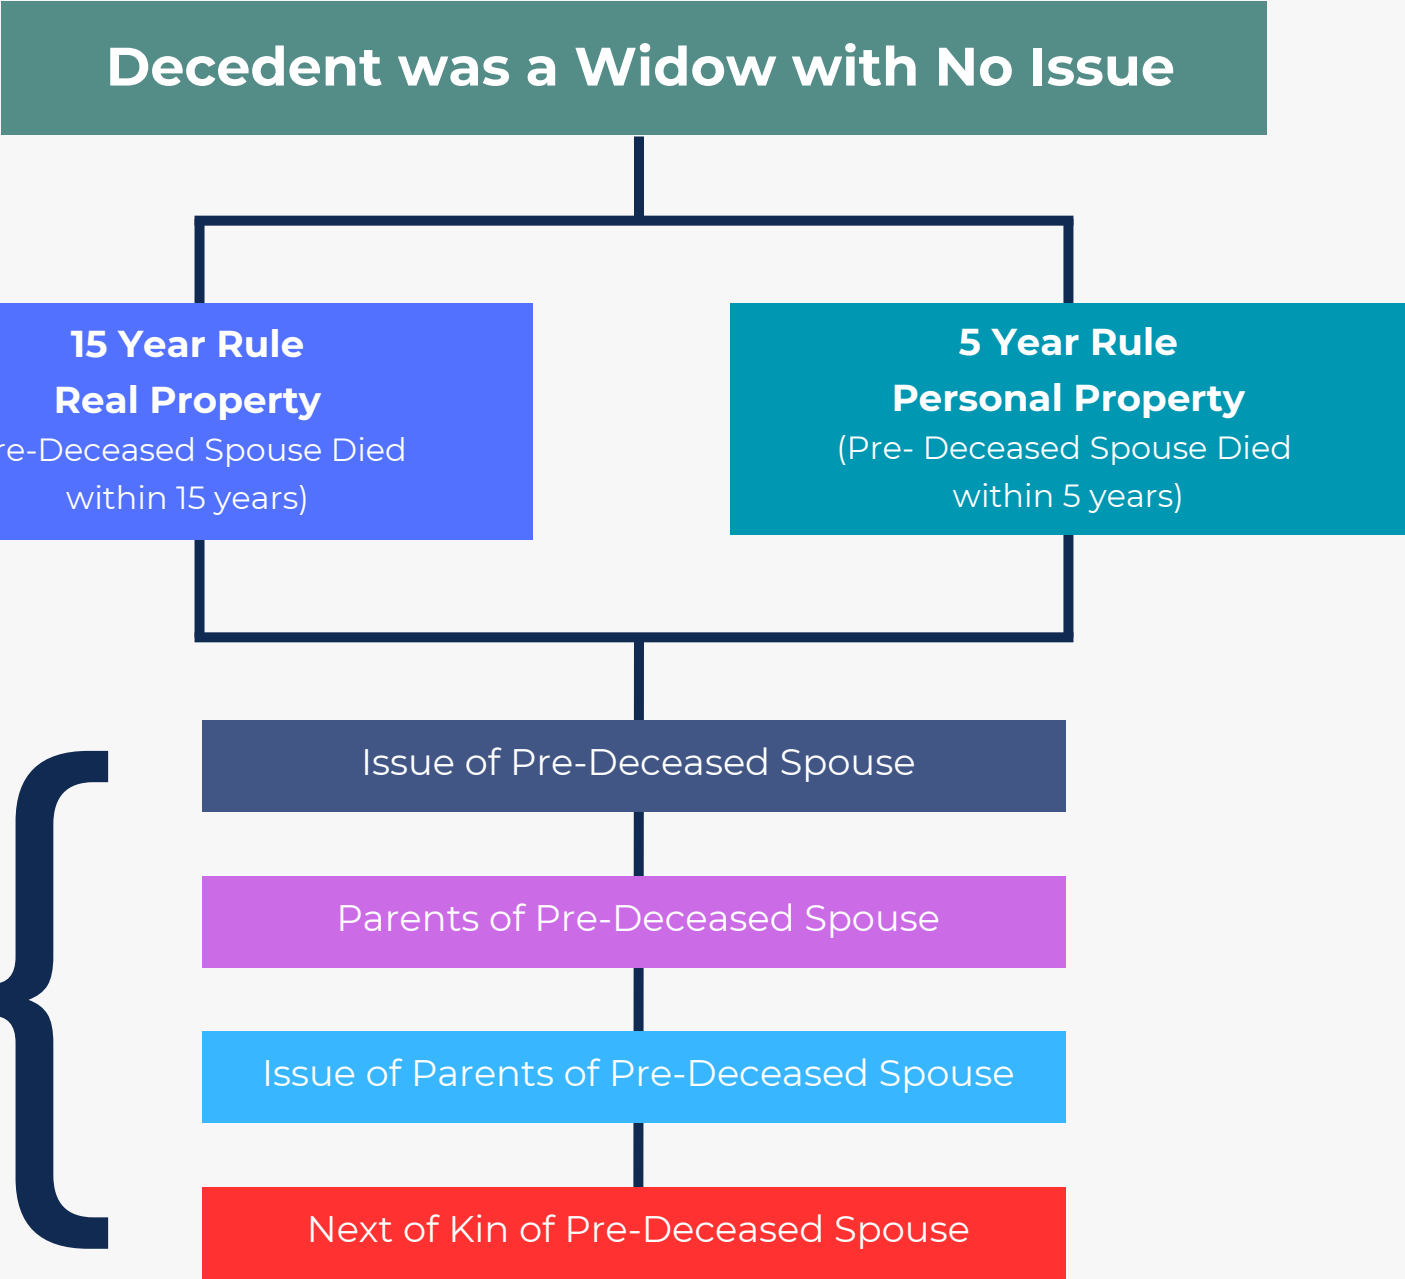 Decedent was a Widow with No Issue
15 Year Rule
Real Property
re-Deceased Spouse Died
within 15 years)
5 Year Rule
Personal Property
(Pre- Deceased Spouse Died
within 5 years)
Issue of Pre-Deceased Spouse
Parents of Pre-Deceased Spouse
Issue of Parents of Pre-Deceased Spouse
Next of Kin of Pre-Deceased Spouse